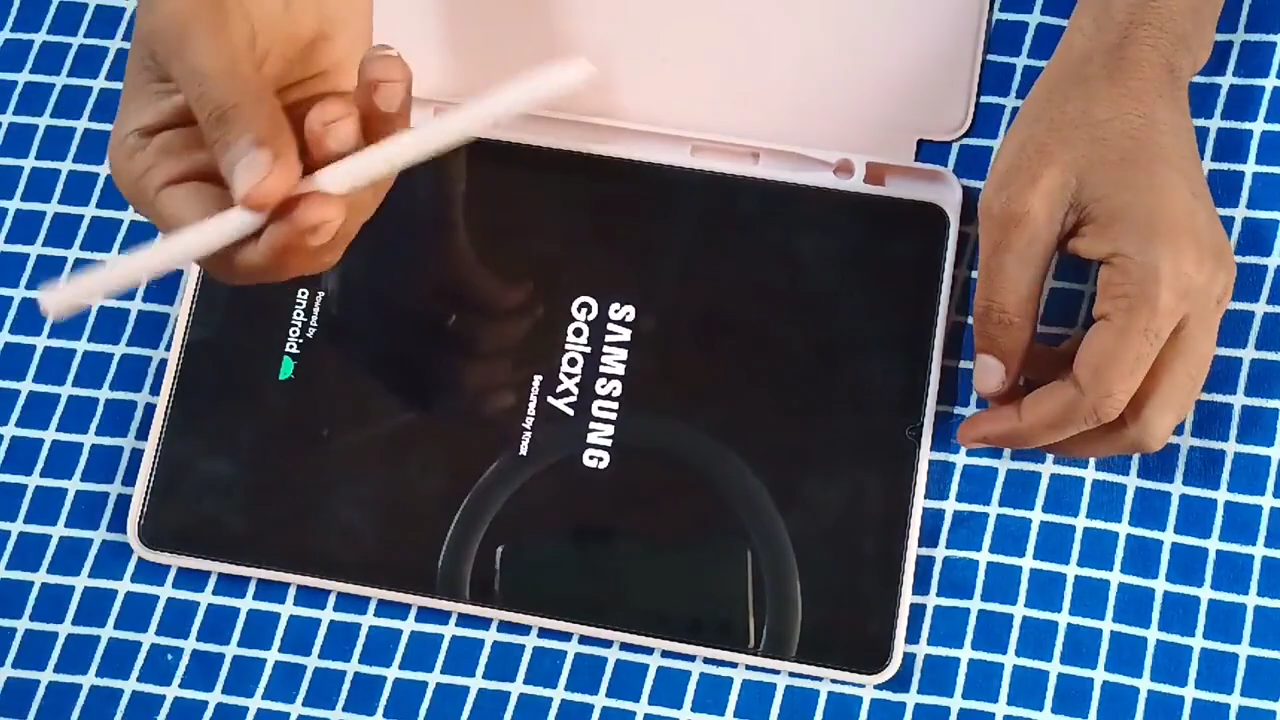 SAMSUNG
Galaxy
Secured by Knox
Powered by
android